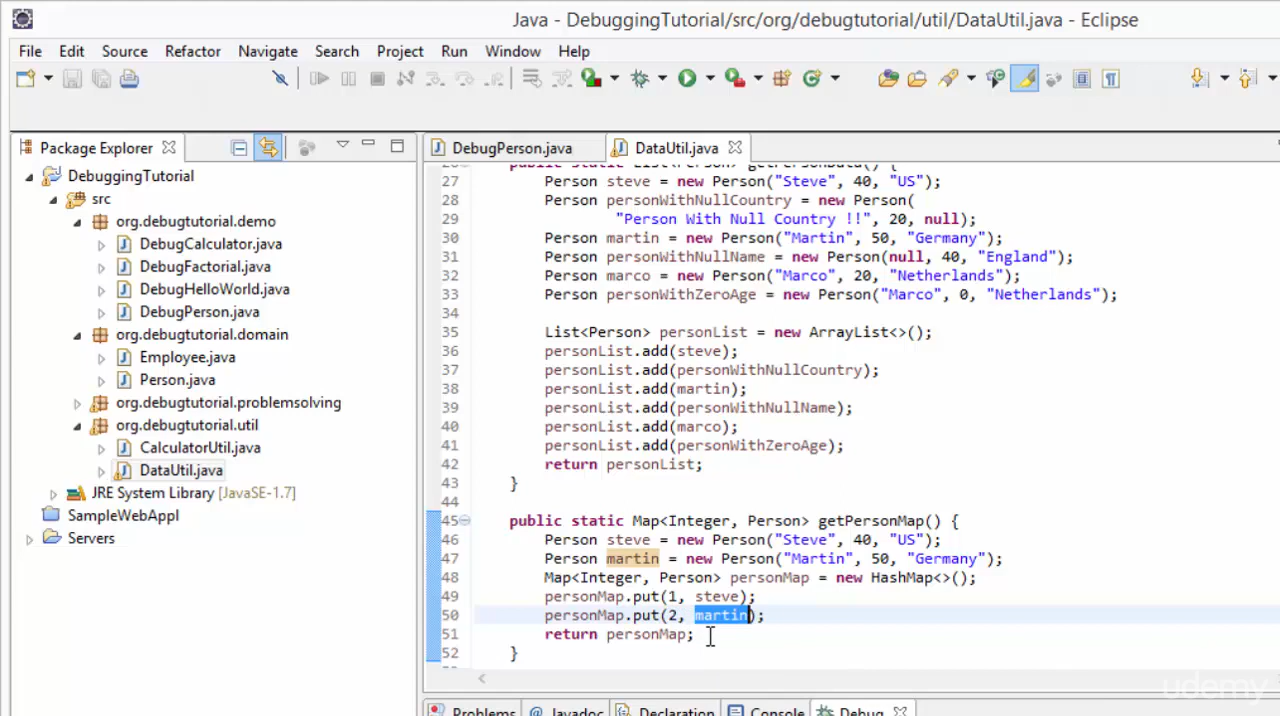 Java - DebuggingTutorial/src/org/debugtutorial/util/DataUtil.java - Eclipse
File Edit Source Refactor Navigate Search Project Run Window Help
Package Explorer
DebuggingTutorial
src
org.debugtutorial.demo
DebugCalculator.java
DebugFactorial.java
DebugHelloWorld.java
DebugPerson.java
org.debugtutorial.domain
Employee.java
Person.java
org.debugtutorial.problemsolving
org.debugtutorial.util
CalculatorUtil.java
DataUtil.java
JRE System Library [JavaSE-1.7]
SampleWebAppl
Servers
DebugPerson.java DataUtil.java
26 public static List<Person> getPersonData() {
27 Person steve = new Person("Steve", 40, "US");
28 Person personWithNullCountry = new Person(
29 "Person With Null Country !!", 20, null);
30 Person martin = new Person("Martin", 50, "Germany");
31 Person personWithNullName = new Person(null, 40, "England");
32 Person marco = new Person("Marco", 20, "Netherlands");
33 Person personWithZeroAge = new Person("Marco", 0, "Netherlands");
34
35 List<Person> personList = new ArrayList<>();
36 personList.add(steve);
37 personList.add(personWithNullCountry);
38 personList.add(martin);
39 personList.add(personWithNullName);
40 personList.add(marco);
41 personList.add(personWithZeroAge);
42 return personList;
43 }
44
45 public static Map<Integer, Person> getPersonMap() {
46 Person steve = new Person("Steve", 40, "US");
47 Person martin = new Person("Martin", 50, "Germany");
48 Map<Integer, Person> personMap = new HashMap<>();
49 personMap.put(1, steve);
50 personMap.put(2, martin);
51 return personMap;
52 }
Problems @ Javadoc Declaration Console Debug
udemy